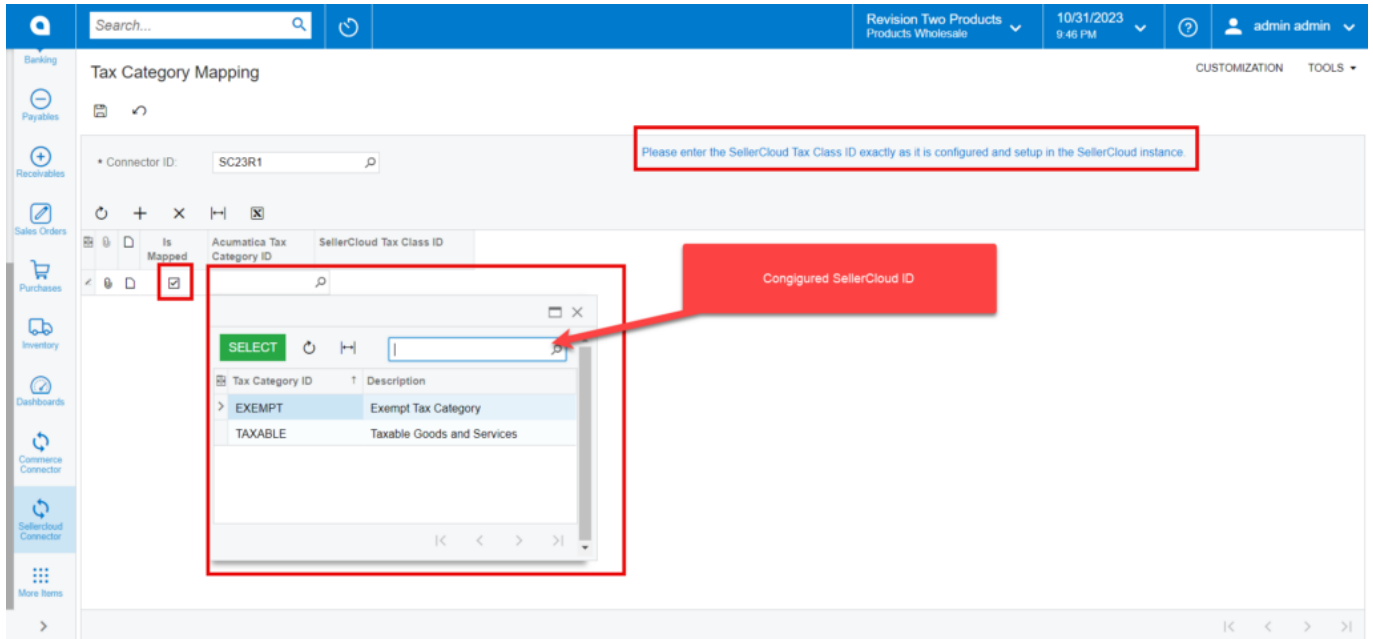 Search...
Revision Two Products
Products Wholesale
10/31/2023
9:46 PM
admin admin
Banking
Payables
Receivables
Sales Orders
Purchases
Inventory
Dashboards
Commerce
Connector
Sellercloud
Connector
More Items
Tax Category Mapping
CUSTOMIZATION
TOOLS
Connector ID:
SC23R1
Please enter the SellerCloud Tax Class ID exactly as it is configured and setup in the SellerCloud instance.
Is
Mapped
Acumatica Tax
Category ID
SellerCloud Tax Class ID
Congigured SellerCloud ID
SELECT
Tax Category ID
Description
EXEMPT
Exempt Tax Category
TAXABLE
Taxable Goods and Services